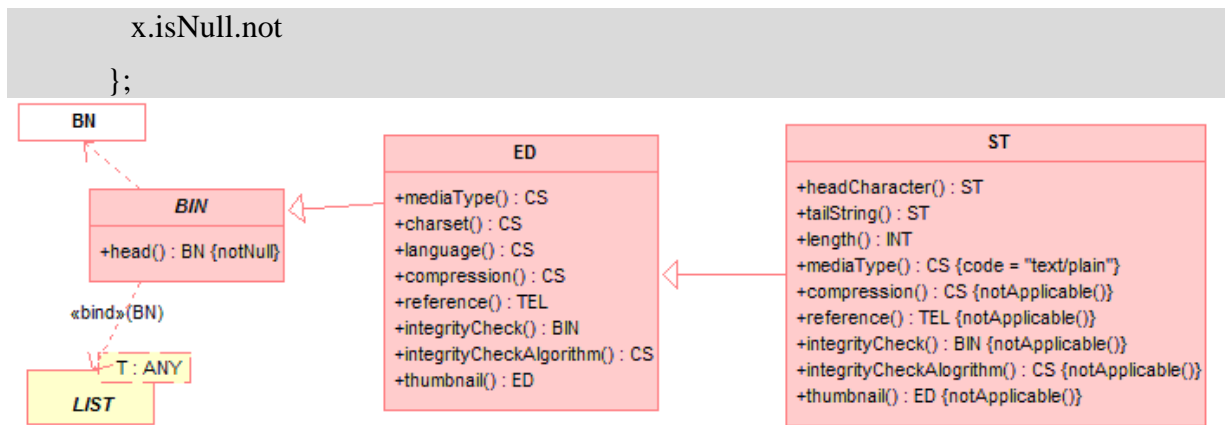 x.isNull.not
};
BN
BIN
+head() : BN {notNull}
«bind»(BN)
T : ANY
LIST
ED
+mediaType() : CS
+charset() : CS
+language() : CS
+compression() : CS
+reference() : TEL
+integrityCheck() : BIN
+integrityCheckAlgorithm() : CS
+thumbnail() : ED
ST
+headCharacter() : ST
+tailString() : ST
+length() : INT
+mediaType() : CS {code = "text/plain"}
+compression() : CS {notApplicable()}
+reference() : TEL {notApplicable()}
+integrityCheck() : BIN {notApplicable()}
+integrityCheckAlogrithm() : CS {notApplicable()}
+thumbnail() : ED {notApplicable()}